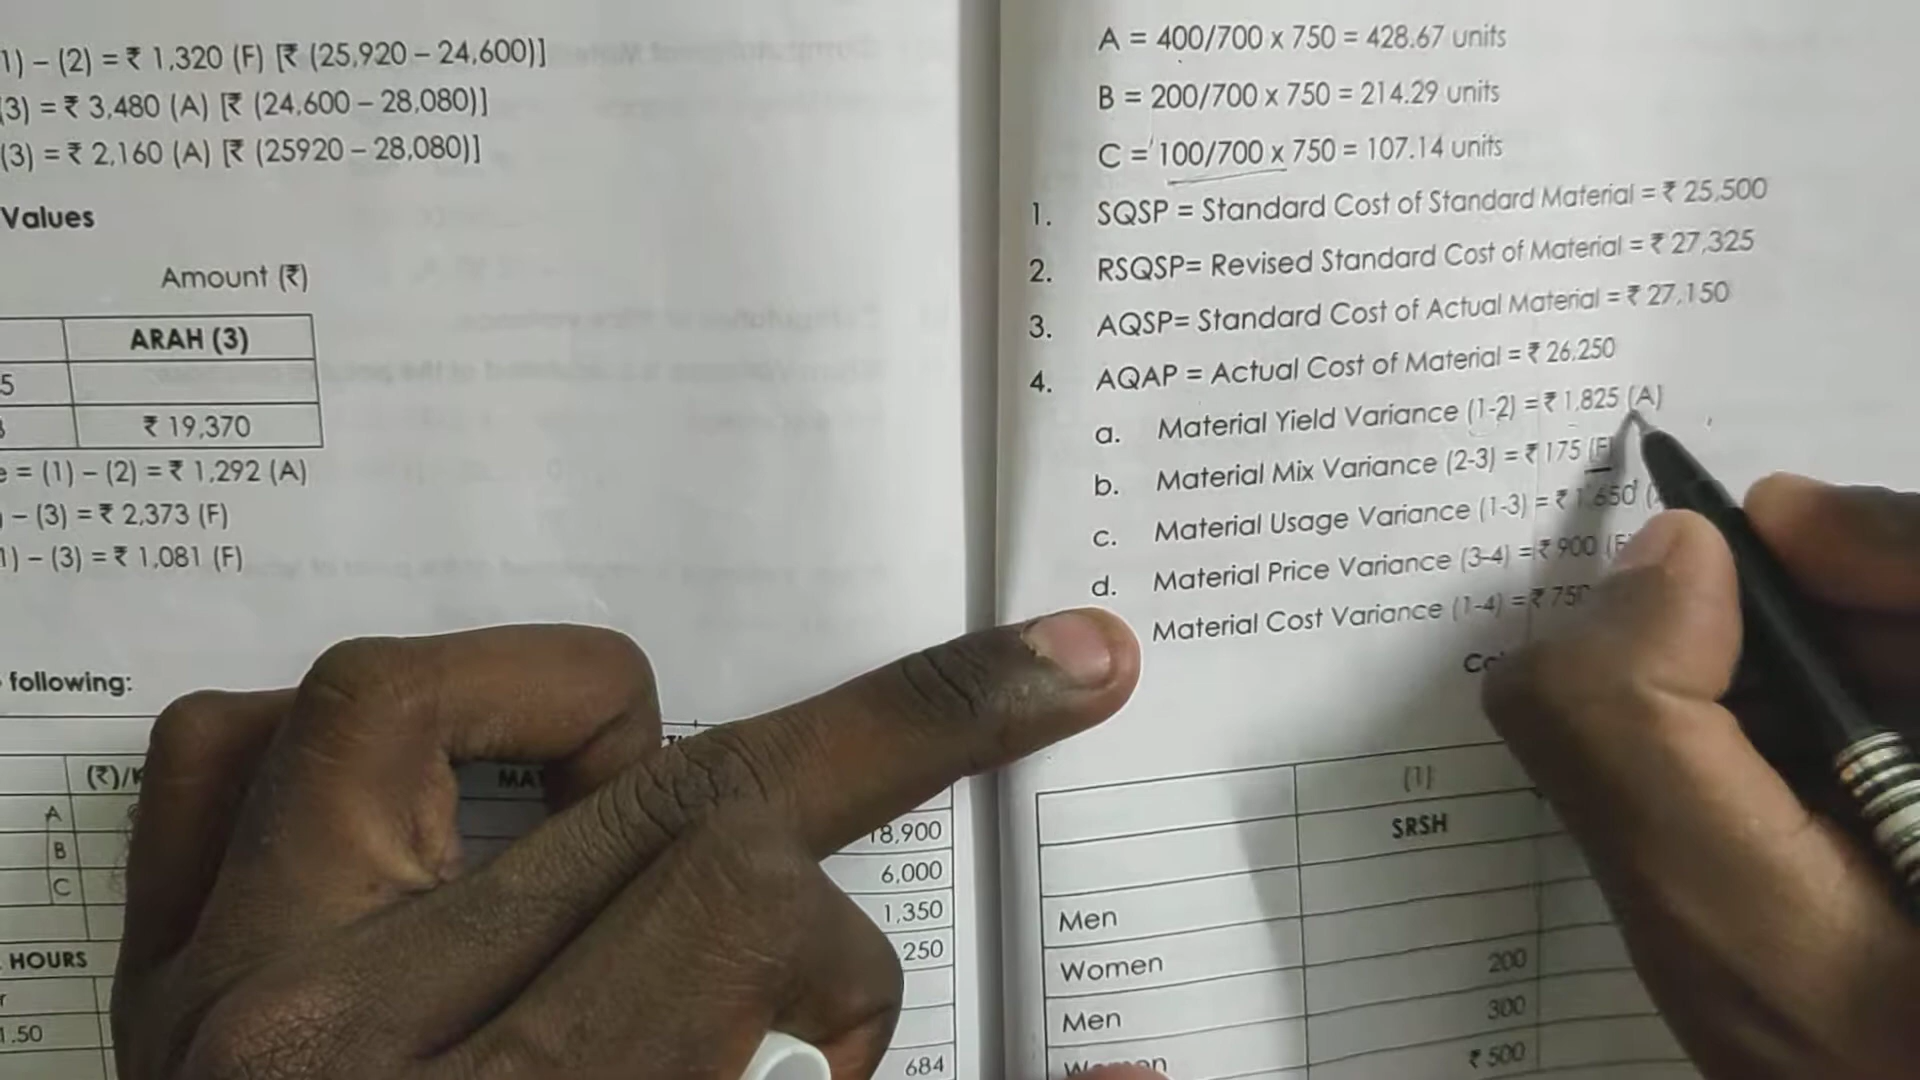 1) – (2) = ₹ 1,320 (F) [₹ (25,920 – 24,600)]
(3) = ₹ 3,480 (A) [₹ (24,600 – 28,080)]
(3) = ₹ 2,160 (A) [₹ (25920 – 28,080)]
Values
Amount (₹)
ARAH (3)
5
₹ 19,370
= (1) – (2) = ₹ 1,292 (A)
– (3) = ₹ 2,373 (F)
1) – (3) = ₹ 1,081 (F)
following:
(₹)/
A
B
C
18,900
6,000
1,350
250
HOURS
r
1.50
684
A = 400/700 x 750 = 428.67 units
B = 200/700 x 750 = 214.29 units
C = 100/700 x 750 = 107.14 units
1. SQSP = Standard Cost of Standard Material = ₹ 25,500
2. RSQSP= Revised Standard Cost of Material = ₹ 27,325
3. AQSP= Standard Cost of Actual Material = ₹ 27,150
4. AQAP = Actual Cost of Material = ₹ 26,250
a. Material Yield Variance (1-2) = ₹ 1,825 (A)
b. Material Mix Variance (2-3) = ₹ 175 (F)
c. Material Usage Variance (1-3) = ₹ 1,650
d. Material Price Variance (3-4) = ₹ 900 (F)
Material Cost Variance (1-4) = ₹ 750
(1)
SRSH
Men
Women 200
Men 300
₹ 500